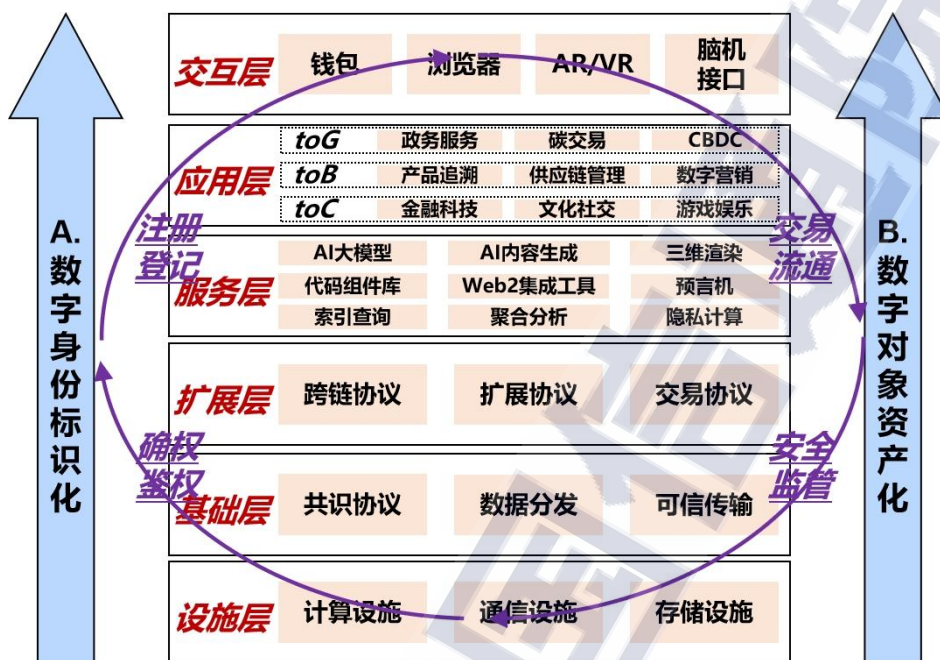 A.
数
字
身
份
标
识
化
交互层
钱包
浏览器
AR/VR
脑机
接口
应用层
toG
政务服务
碳交易
CBDC
toB
产品追溯
供应链管理
数字营销
toC
金融科技
文化社交
游戏娱乐
注册
登记
交易
流通
服务层
AI大模型
AI内容生成
三维渲染
代码组件库
Web2集成工具
预言机
索引查询
聚合分析
隐私计算
扩展层
跨链协议
扩展协议
交易协议
确权
鉴权
安全
监管
基础层
共识协议
数据分发
可信传输
设施层
计算设施
通信设施
存储设施
B.
数
字
对
象
资
产
化